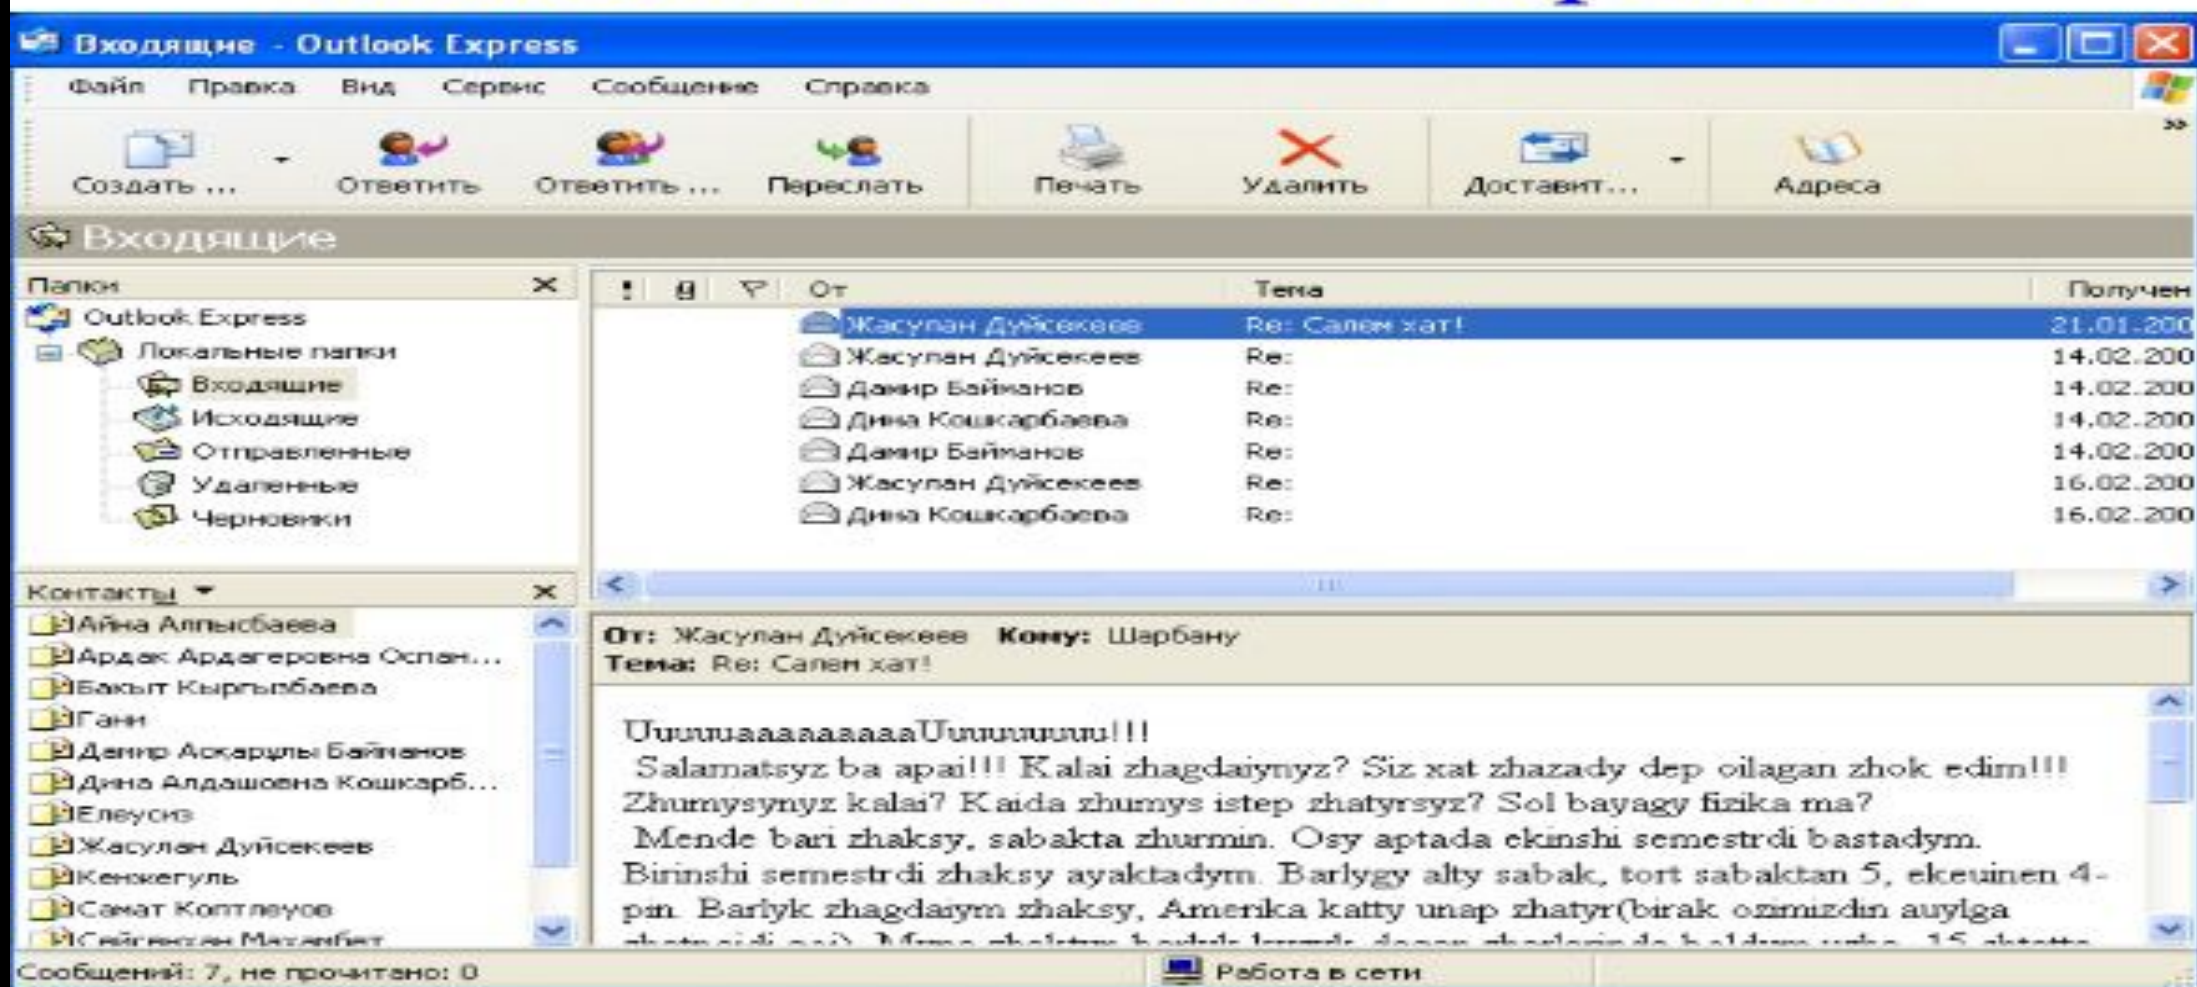 Входящие - Outlook Express
Файл Правка Вид Сервис Сообщение Справка
Создать ... Ответить Ответить ... Переслать Печать Удалить Доставит... Адреса
Входящие
Папки
Outlook Express
Локальные папки
Входящие
Исходящие
Отправленные
Удаленные
Черновики
Контакты
Айна Алпысбаева
Ардак Ардагеровна Оспан...
Бакыт Кыргызбаева
Гани
Дамир Аскарулы Байманов
Дина Алдашовна Кошкарб...
Елеусиз
Жасулан Дуйсекеев
Кенжегуль
Самат Коптлеуов
Сейсенхан Махамбет
! От Тема Получен
Жасулан Дуйсекеев Re: Салем хат! 21.01.200
Жасулан Дуйсекеев Re: 14.02.200
Дамир Байманов Re: 14.02.200
Дина Кошкарбаева Re: 14.02.200
Дамир Байманов Re: 14.02.200
Жасулан Дуйсекеев Re: 16.02.200
Дина Кошкарбаева Re: 16.02.200
От: Жасулан Дуйсекеев Кому: Шарбану
Тема: Re: Салем хат!
UuuuuaaaaaaaaaUuuuuuuuu!!!
Salamatsyz ba apai!!! Kalai zhagdaiynyz? Siz xat zhazady dep oilagan zhok edim!!!
Zhumysynyz kalai? Kaida zhumys istep zhatyrsyz? Sol bayagy fizika ma?
Mende bari zhaksy, sabakta zhurmin. Osy aptada ekinshi semestrdi bastadym.
Birinshi semestrdi zhaksy ayaktadym. Barlygy alty sabak, tort sabaktan 5, ekeuinen 4-
pin. Barlyk zhagdaiym zhaksy, Amerika katty unap zhatyr(birak ozimizdin auylga
Сообщений: 7, не прочитано: 0 Работа в сети